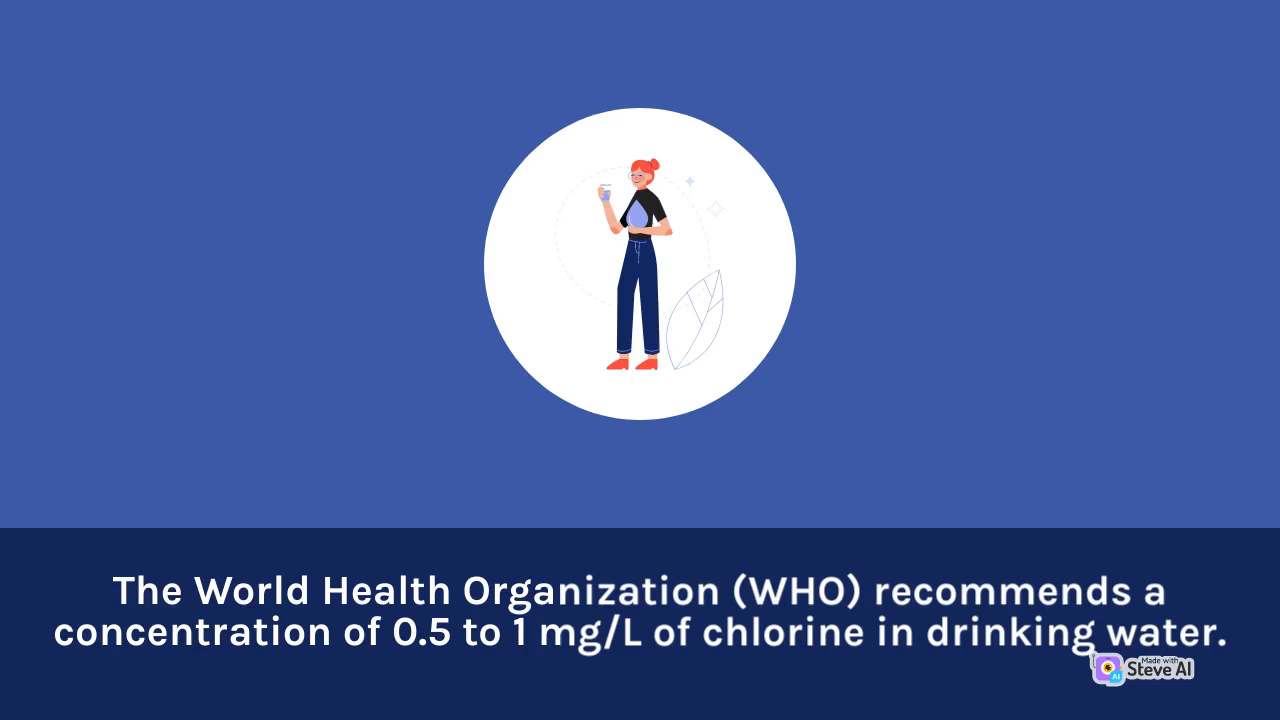 The World Health Organization (WHO) recommends a
concentration of 0.5 to 1 mg/L of chlorine in drinking water.
Made with
Steve AI
AI